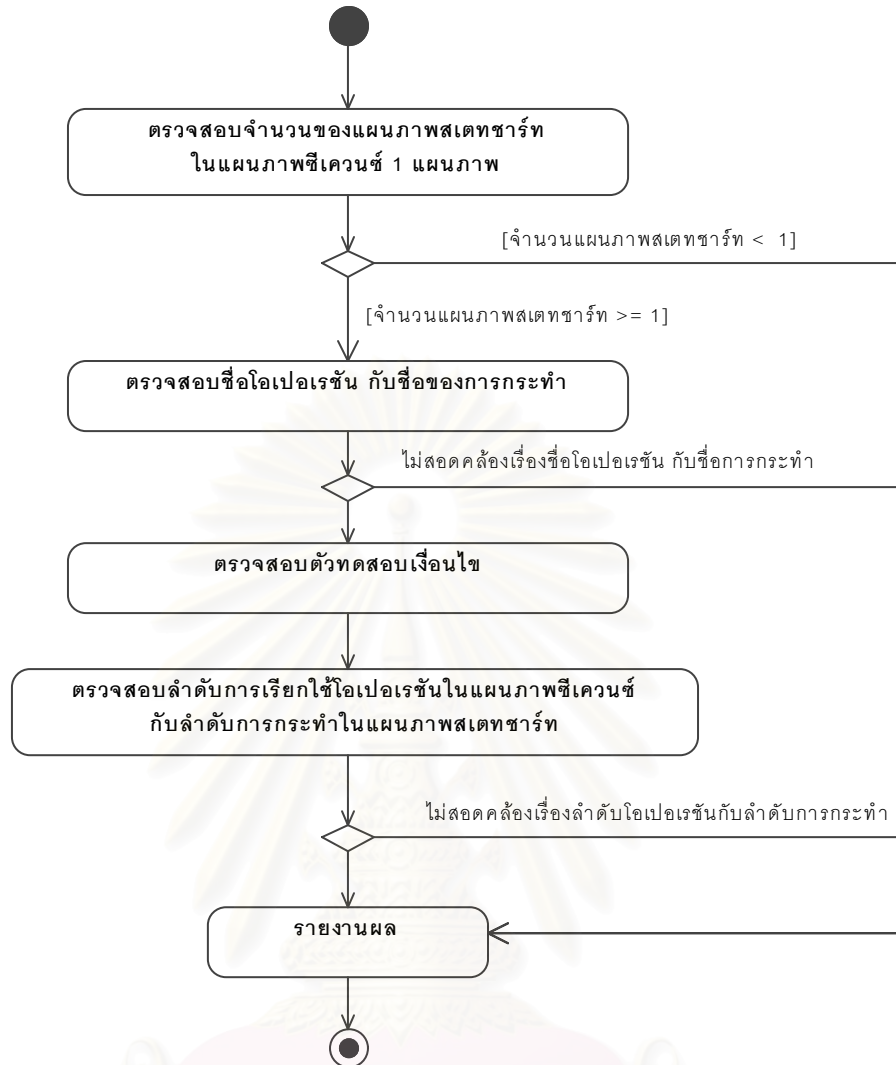 ตรวจสอบจำนวนของแผนภาพสเตทชาร์ท
ในแผนภาพซีเควนซ์ 1 แผนภาพ
[จำนวนแผนภาพสเตทชาร์ท < 1]
[จำนวนแผนภาพสเตทชาร์ท >= 1]
ตรวจสอบชื่อโอเปอเรชัน กับชื่อของการกระทำ
ไม่สอดคล้องเรื่องชื่อโอเปอเรชัน กับชื่อการกระทำ
ตรวจสอบตัวทดสอบเงื่อนไข
ตรวจสอบลำดับการเรียกใช้โอเปอเรชันในแผนภาพซีเควนซ์
กับลำดับการกระทำในแผนภาพสเตทชาร์ท
ไม่สอดคล้องเรื่องลำดับโอเปอเรชันกับลำดับการกระทำ
รายงานผล